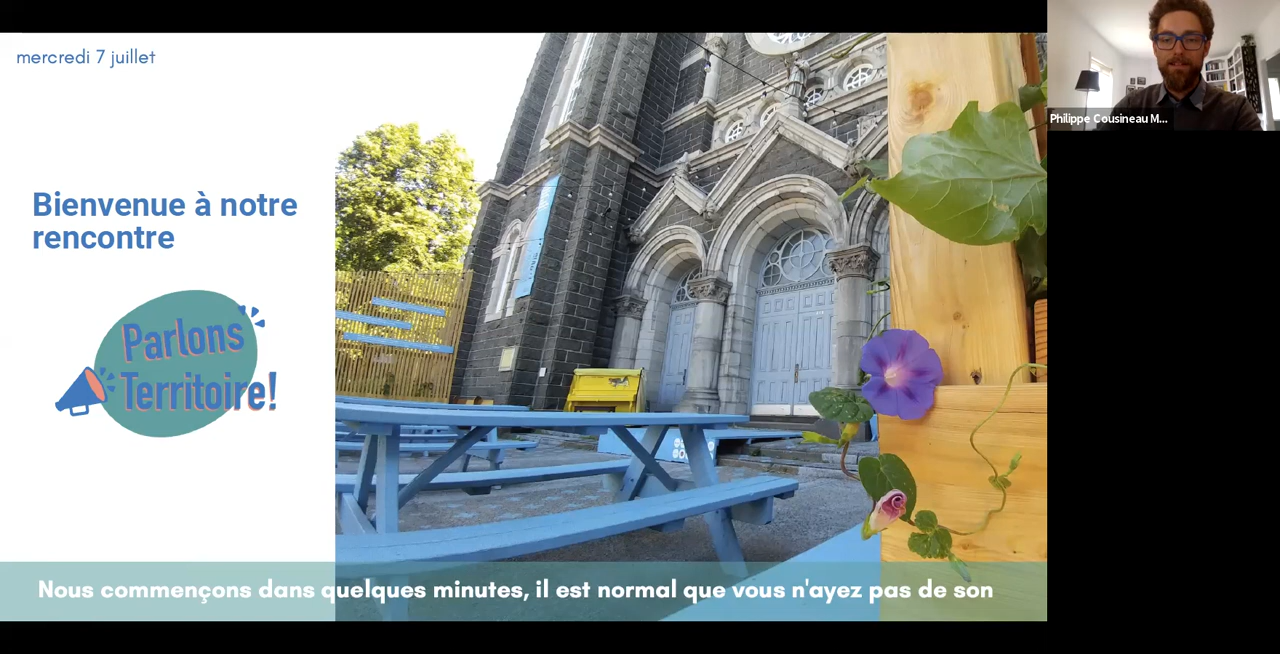 mercredi 7 juillet
Philippe Cousineau M...
Bienvenue à notre
rencontre
Parlons
Territoire!
Nous commençons dans quelques minutes, il est normal que vous n'ayez pas de son